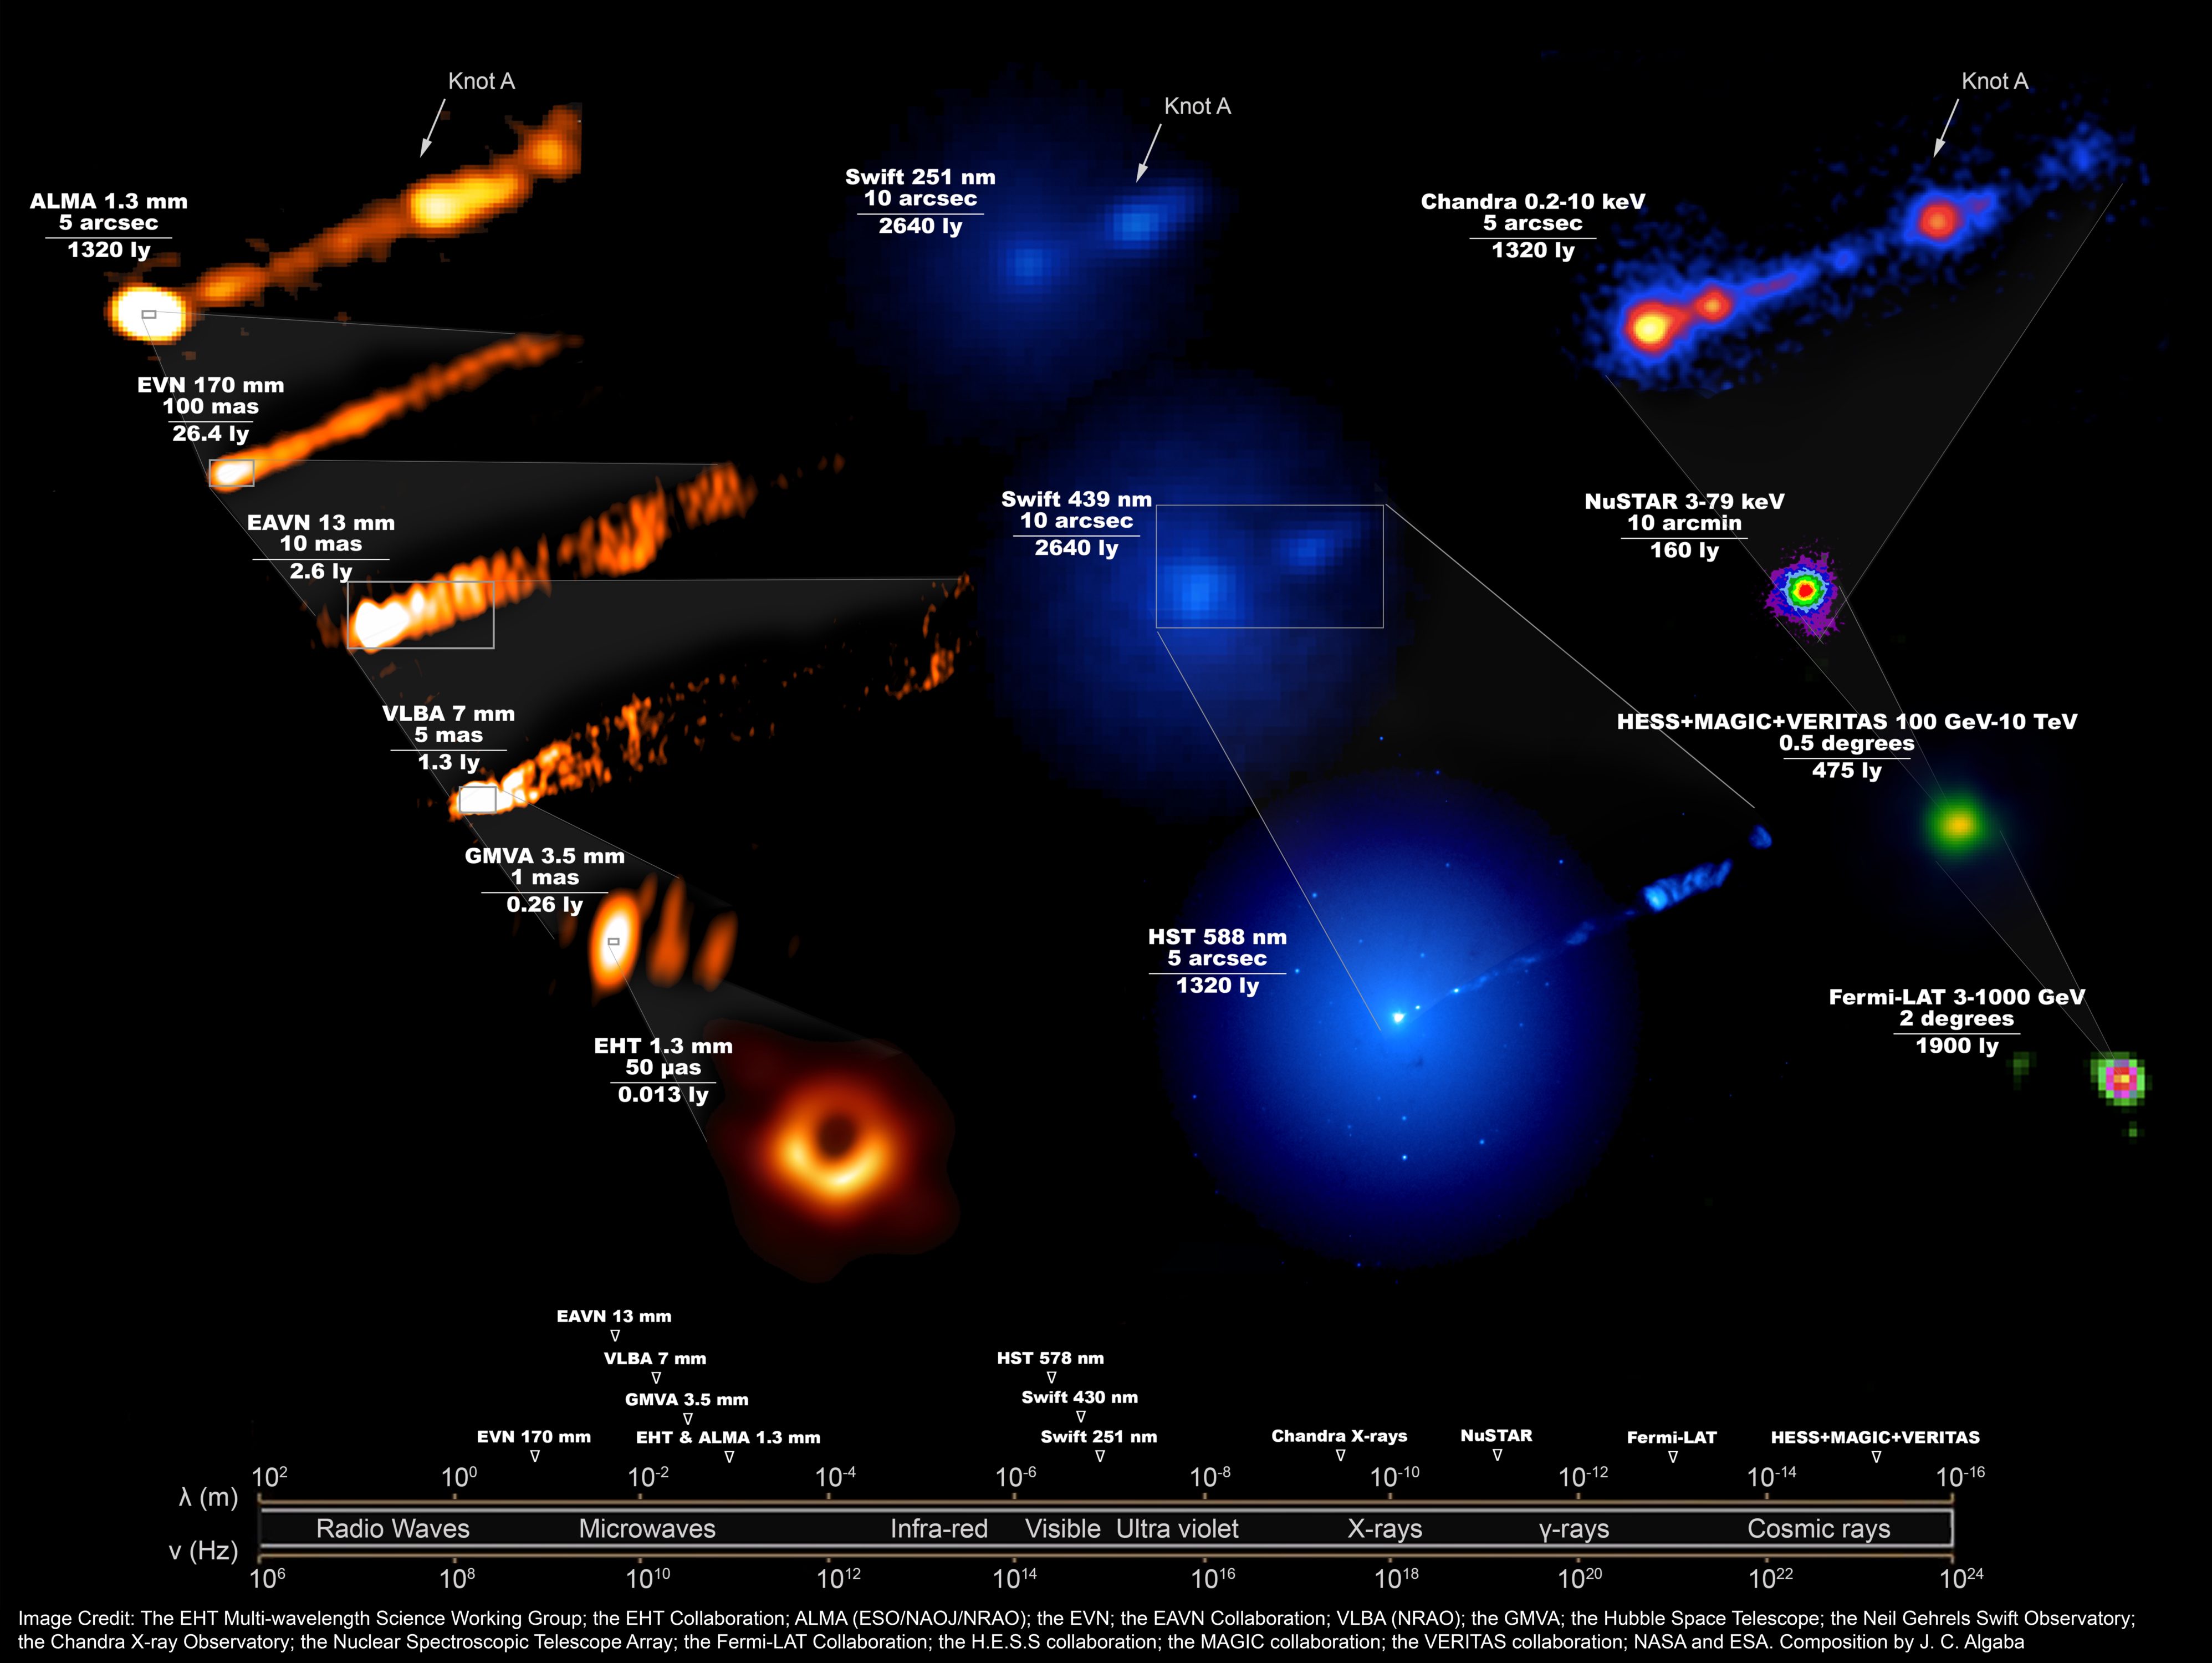 Knot A
Knot A
Knot A
ALMA 1.3 mm
5 arcsec
1320 ly
Swift 251 nm
10 arcsec
2640 ly
Chandra 0.2-10 keV
5 arcsec
1320 ly
EVN 170 mm
100 mas
26.4 ly
EAVN 13 mm
10 mas
2.6 ly
Swift 439 nm
10 arcsec
2640 ly
NuSTAR 3-79 keV
10 arcmin
160 ly
VLBA 7 mm
5 mas
1.3 ly
HESS+MAGIC+VERITAS 100 GeV-10 TeV
0.5 degrees
475 ly
GMVA 3.5 mm
1 mas
0.26 ly
HST 588 nm
5 arcsec
1320 ly
Fermi-LAT 3-1000 GeV
2 degrees
1900 ly
EHT 1.3 mm
50 µas
0.013 ly
EAVN 13 mm
VLBA 7 mm
HST 578 nm
GMVA 3.5 mm
Swift 430 nm
EVN 170 mm
EHT & ALMA 1.3 mm
Swift 251 nm
Chandra X-rays
NuSTAR
Fermi-LAT
HESS+MAGIC+VERITAS
10² 10⁰ 10⁻² 10⁻⁴ 10⁻⁶ 10⁻⁸ 10⁻¹⁰ 10⁻¹² 10⁻¹⁴ 10⁻¹⁶
λ (m)
Radio Waves Microwaves Infra-red Visible Ultra violet X-rays γ-rays Cosmic rays
ν (Hz)
10⁶ 10⁸ 10¹⁰ 10¹² 10¹⁴ 10¹⁶ 10¹⁸ 10²⁰ 10²² 10²⁴
Image Credit: The EHT Multi-wavelength Science Working Group; the EHT Collaboration; ALMA (ESO/NAOJ/NRAO); the EVN; the EAVN Collaboration; VLBA (NRAO); the GMVA; the Hubble Space Telescope; the Neil Gehrels Swift Observatory;
the Chandra X-ray Observatory; the Nuclear Spectroscopic Telescope Array; the Fermi-LAT Collaboration; the H.E.S.S collaboration; the MAGIC collaboration; the VERITAS collaboration; NASA and ESA. Composition by J. C. Algaba